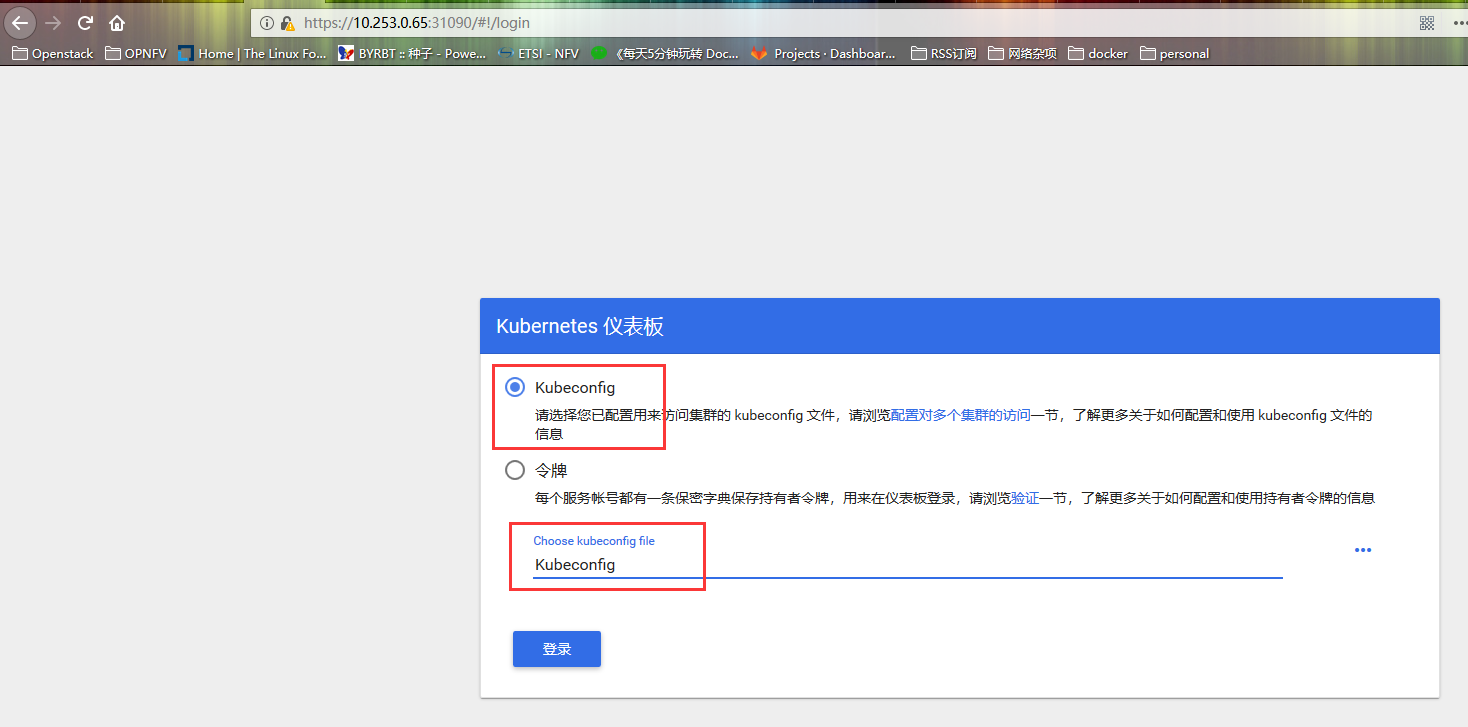 https://10.253.0.65:31090/#!/login
Openstack OPNFV Home | The Linux Fo... BYRBT :: 种子 - Powe... ETSI - NFV 《每天5分钟玩转 Doc... Projects · Dashboar... RSS订阅 网络杂项 docker personal
Kubernetes 仪表板
Kubeconfig
请选择您已配置用来访问集群的 kubeconfig 文件，请浏览配置对多个集群的访问一节，了解更多关于如何配置和使用 kubeconfig 文件的
信息
令牌
每个服务帐号都有一条保密字典保存持有者令牌，用来在仪表板登录，请浏览验证一节，了解更多关于如何配置和使用持有者令牌的信息
Choose kubeconfig file
Kubeconfig
登录